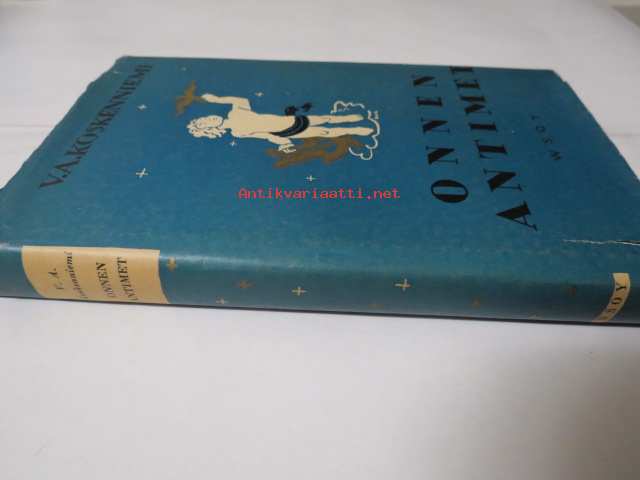 V.A.KOSKENNIEMI
ONNEN
ANTIMET
WSOY
Antikvariaatti.net
V. A.
Koskenniemi
ONNEN
ANTIMET
WSOY